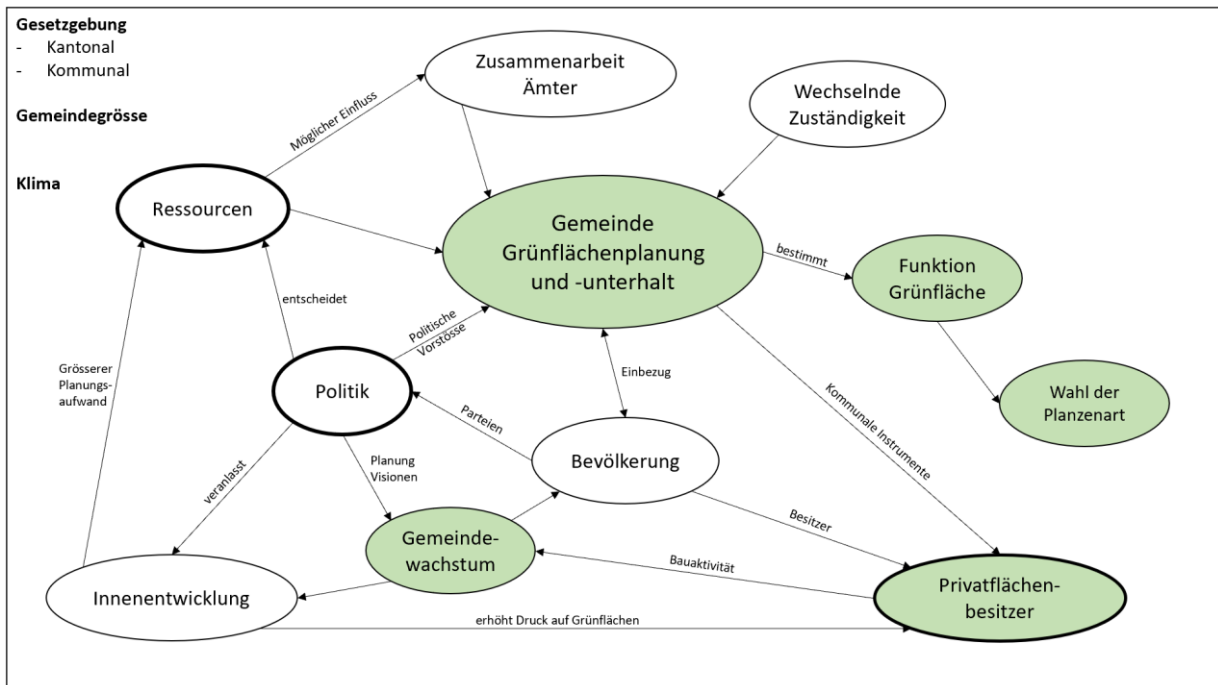 Gesetzgebung
- Kantonal
- Kommunal
Gemeindegrösse
Klima
Zusammenarbeit
Ämter
Wechselnde
Zuständigkeit
Möglicher Einfluss
Ressourcen
Gemeinde
Grünflächenplanung
und -unterhalt
bestimmt
Funktion
Grünfläche
entscheidet
Politische
Vorstösse
Grösserer
Planungs-
aufwand
Politik
Einbezug
Wahl der
Planzenart
Parteien
Kommunale Instrumente
Bevölkerung
Planung
Visionen
veranlasst
Besitzer
Gemeinde-
wachstum
Bauaktivität
Innenentwicklung
Privatflächen-
besitzer
erhöht Druck auf Grünflächen